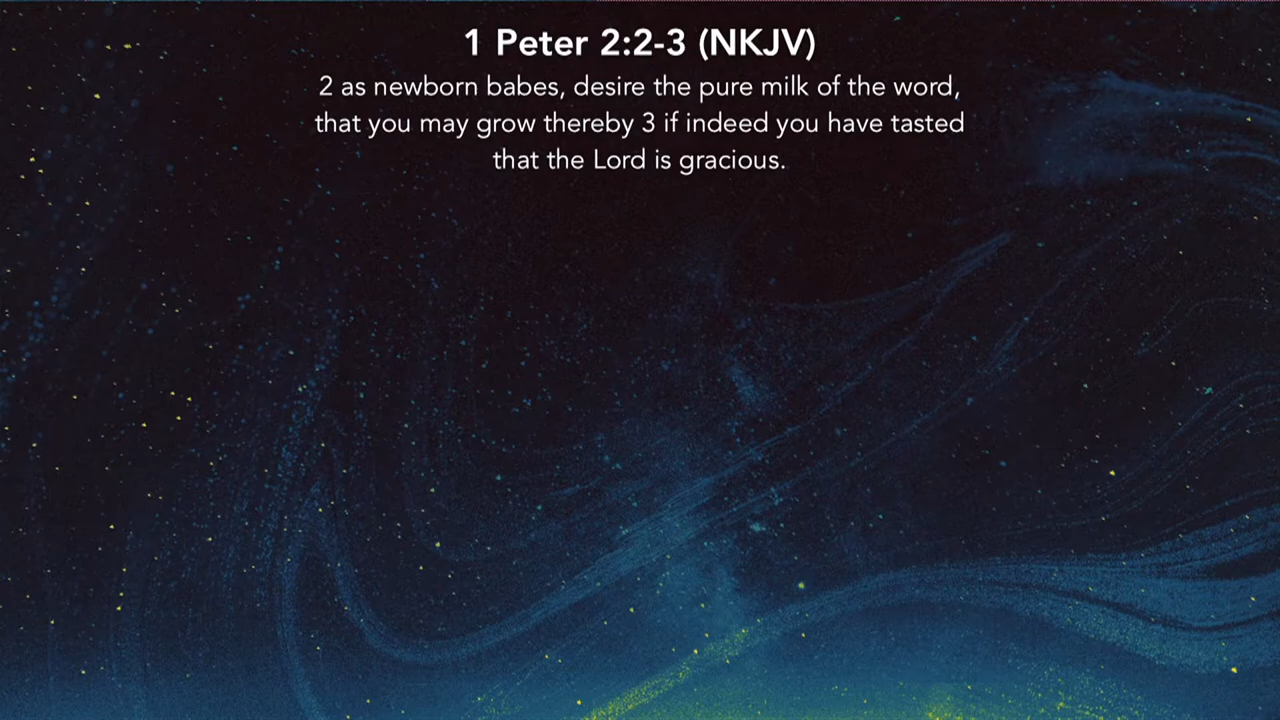 1 Peter 2:2-3 (NKJV)
2 as newborn babes, desire the pure milk of the word,
that you may grow thereby 3 if indeed you have tasted
that the Lord is gracious.